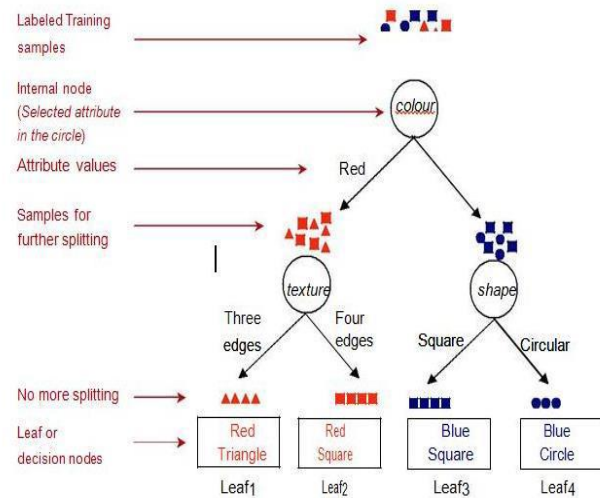 Labeled Training
samples
Internal node
(Selected attribute
in the circle)
colour
Attribute values
Red
Samples for
further splitting
texture
shape
Three
edges
Four
edges
Square
Circular
No more splitting
Leaf or
decision nodes
Red
Triangle
Red
Square
Blue
Square
Blue
Circle
Leaf1
Leaf2
Leaf3
Leaf4